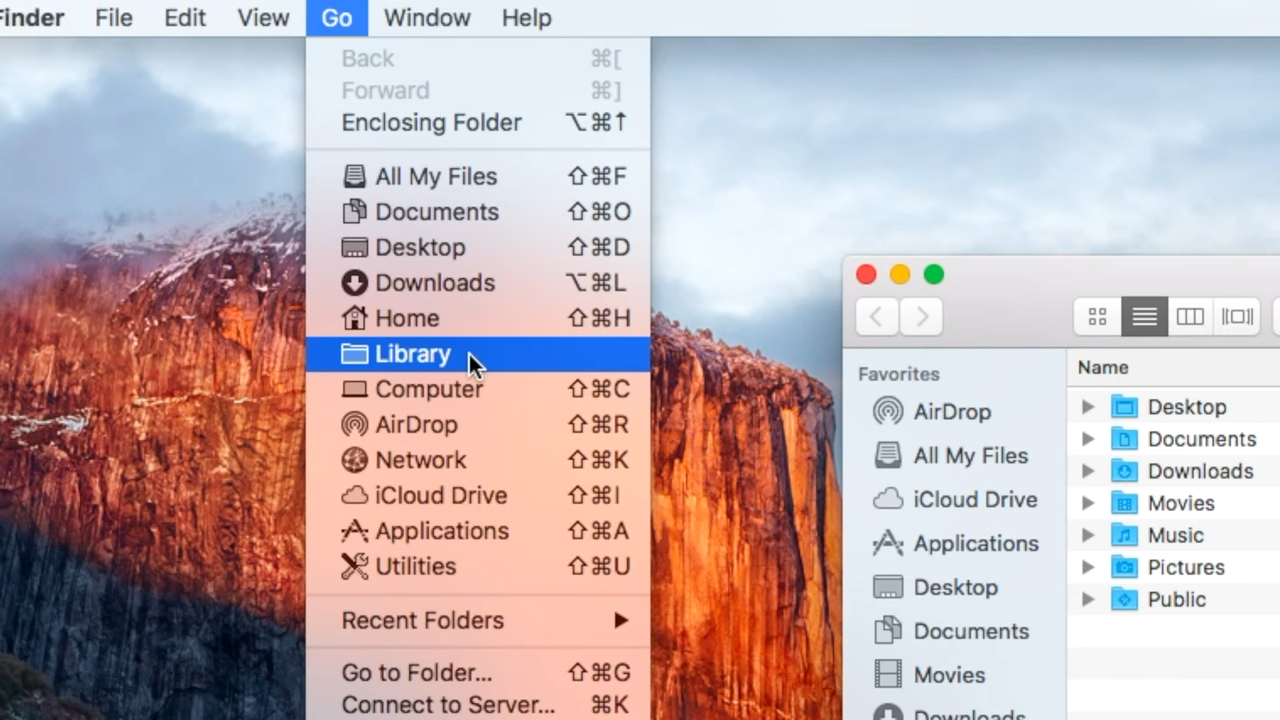 Finder File Edit View Go Window Help
Back ⌘[
Forward ⌘]
Enclosing Folder ⌥⌘↑
All My Files ⇧⌘F
Documents ⇧⌘O
Desktop ⇧⌘D
Downloads ⌥⌘L
Home ⇧⌘H
Library
Computer ⇧⌘C
AirDrop ⇧⌘R
Network ⇧⌘K
iCloud Drive ⇧⌘I
Applications ⇧⌘A
Utilities ⇧⌘U
Recent Folders ▶
Go to Folder... ⇧⌘G
Connect to Server... ⌘K
Favorites
AirDrop
All My Files
iCloud Drive
Applications
Desktop
Documents
Movies
Downloads
Name
Desktop
Documents
Downloads
Movies
Music
Pictures
Public